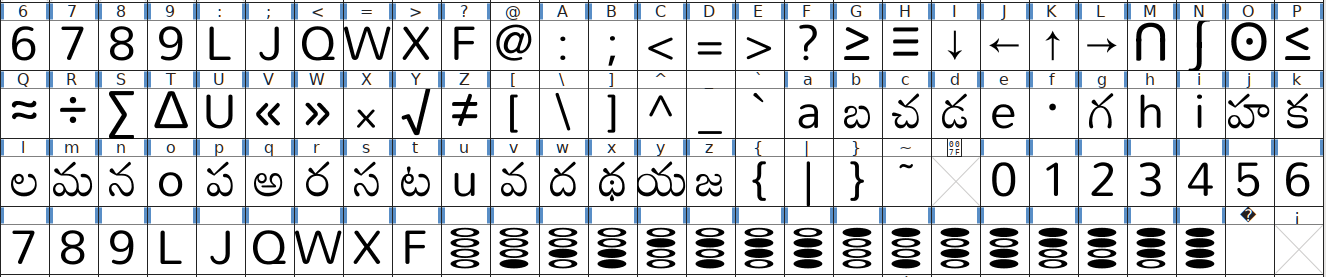 6 7 8 9 : ; < = > ? @ A B C D E F G H I J K L M N O P
6 7 8 9 L J Q W X F @ : ; < = > ? ≥ ≡ ↓ ← ↑ → ∩ ∫ ʘ ≤
Q R S T U V W X Y Z [ \ ] ^ _ ` a b c d e f g h i j k
≈ ÷ ∑ ∆ U « » × √ ≠ [ \ ] ^ _ ` a బ చ డ e · గ h i హ క
l m n o p q r s t u v w x y z { | } ~
ల మ న o ప అ ర స ట u వ ద థ య జ { | } ~ 0 1 2 3 4 5 6
� ¡
7 8 9 L J Q W X F